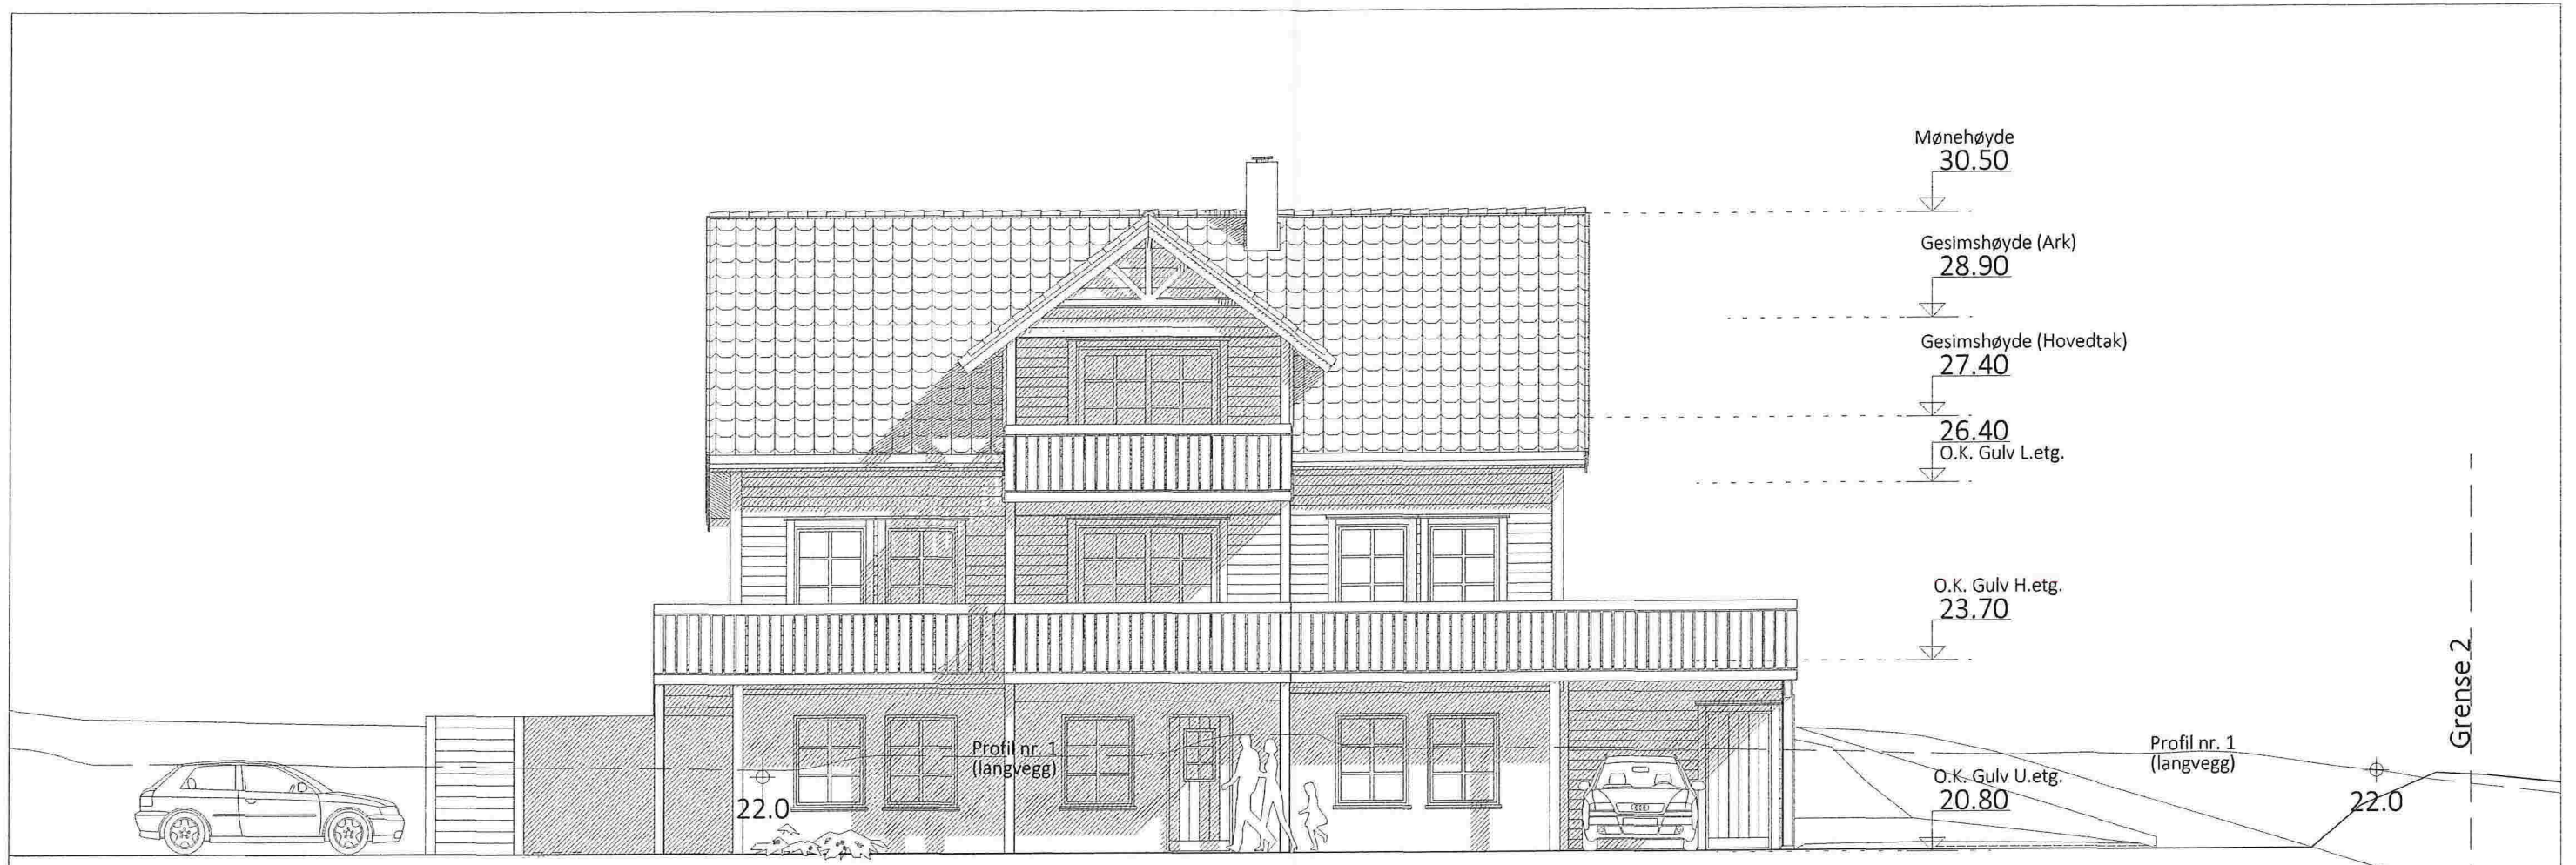 Mønehøyde
30.50
Gesimshøyde (Ark)
28.90
Gesimshøyde (Hovedtak)
27.40
26.40
O.K. Gulv L.etg.
O.K. Gulv H.etg.
23.70
Grense 2
Profil nr. 1
(langvegg)
Profil nr. 1
(langvegg)
O.K. Gulv U.etg.
20.80
22.0
22.0